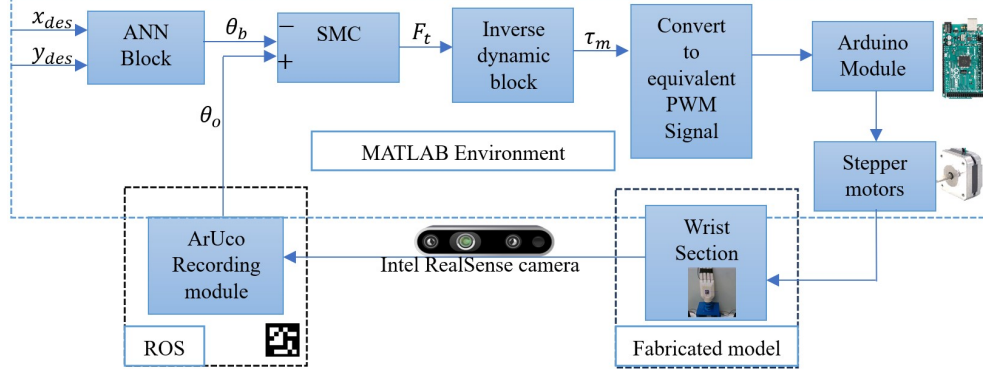 x_des
y_des
ANN
Block
θ_b
−
+
SMC
F_t
Inverse
dynamic
block
τ_m
Convert
to
equivalent
PWM
Signal
Arduino
Module
θ_o
MATLAB Environment
Stepper
motors
ArUco
Recording
module
Intel RealSense camera
Wrist
Section
ROS
Fabricated model